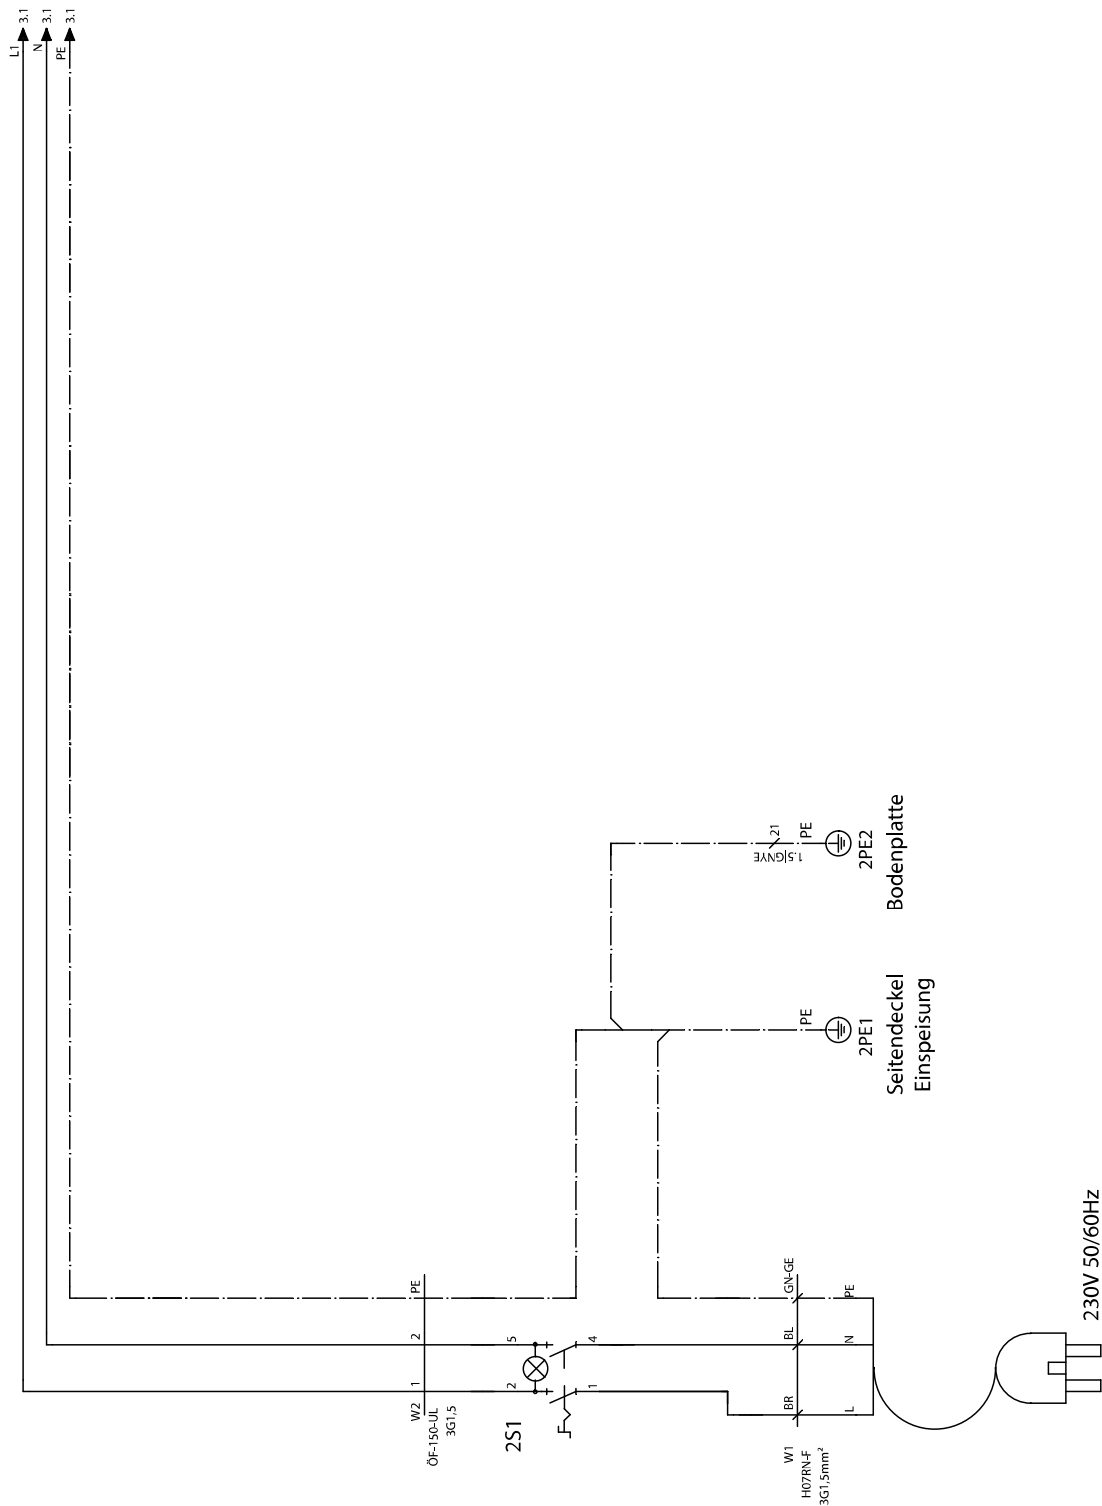 L1
3.1
N
3.1
PE
3.1
W2
ÖF-150-UL
3G1,5
1
2
PE
2S1
2
5
1
4
W1
H07RN-F
3G1,5mm²
BR
BL
GN-GE
L
N
PE
230V 50/60Hz
PE
2PE1
Seitendeckel
Einspeisung
21
1.5|GNYE
PE
2PE2
Bodenplatte